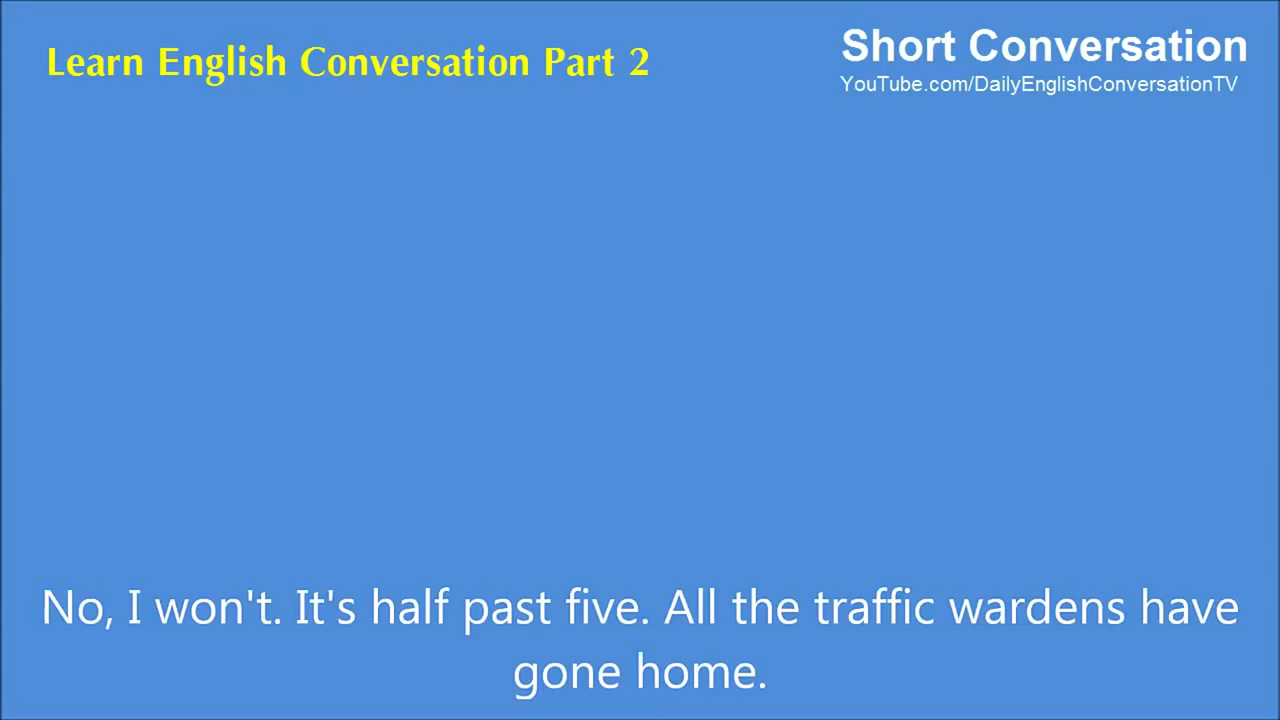 Learn English Conversation Part 2
Short Conversation
YouTube.com/DailyEnglishConversationTV
No, I won't. It's half past five. All the traffic wardens have
gone home.